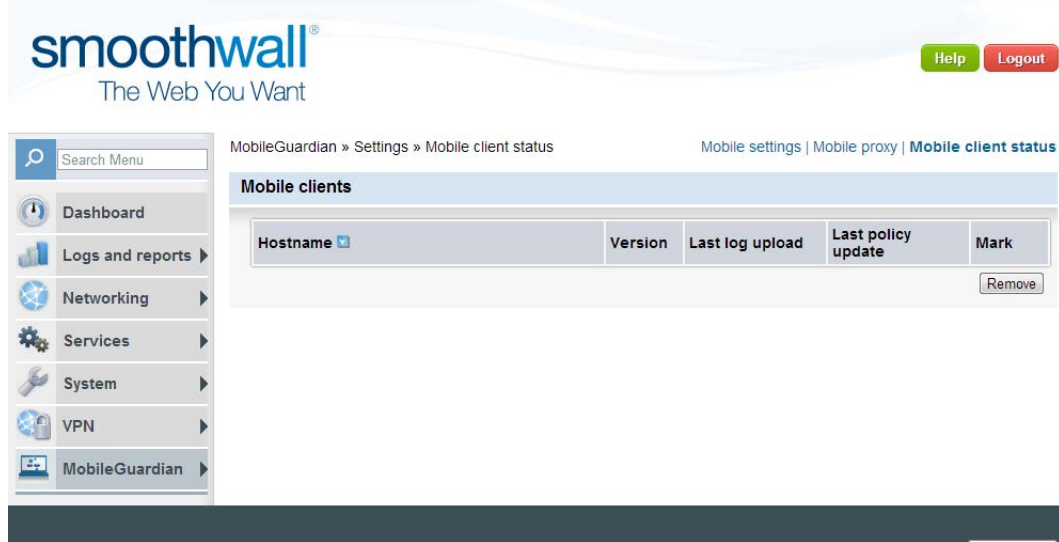 smoothwall®
The Web You Want
Help
Logout
Search Menu
Dashboard
Logs and reports
Networking
Services
System
VPN
MobileGuardian
MobileGuardian » Settings » Mobile client status
Mobile settings | Mobile proxy | Mobile client status
Mobile clients
Hostname
Version
Last log upload
Last policy
update
Mark
Remove